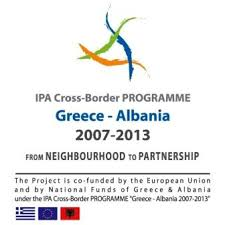 IPA Cross-Border PROGRAMME
Greece - Albania
2007-2013
FROM NEIGHBOURHOOD TO PARTNERSHIP
The Project is co-funded by the European Union
and by National Funds of Greece & Albania
under the IPA Cross-Border PROGRAMME "Greece - Albania 2007-2013"